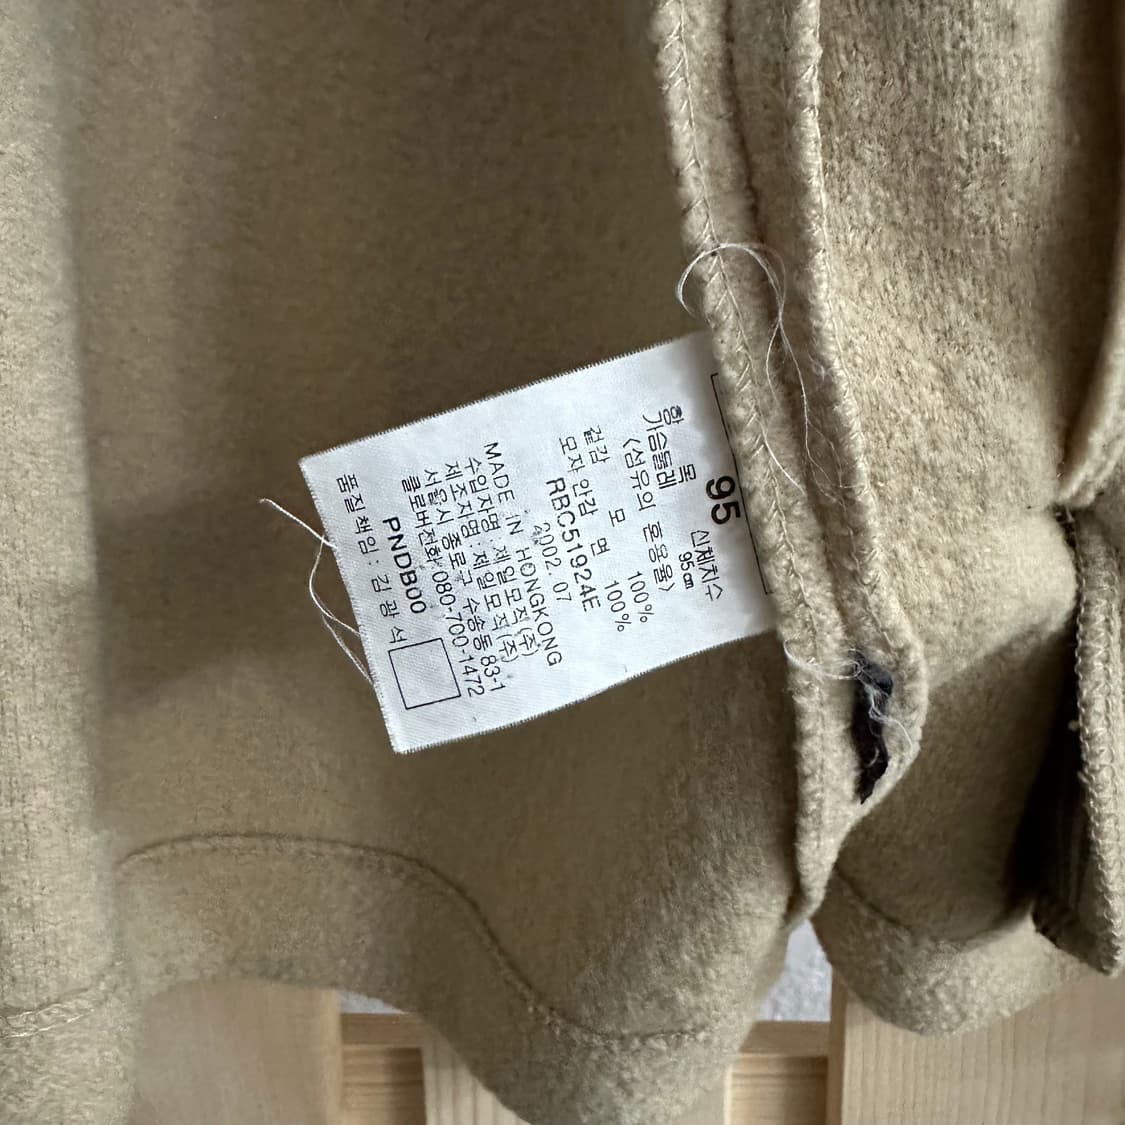 95
항 목 신체치수
가슴둘레 95cm
〈섬유의 혼용율〉
겉감 모 100%
모자 안감 면 100%
RBC51924E
2002. 07
MADE IN HONGKONG
수입자명 : 제일모직(주)
제조자명 : 제일모직(주)
서울시 종로구 수송동 83-1
클로버전화 080-700-1472
PNDB00
품질책임 : 김 광 석